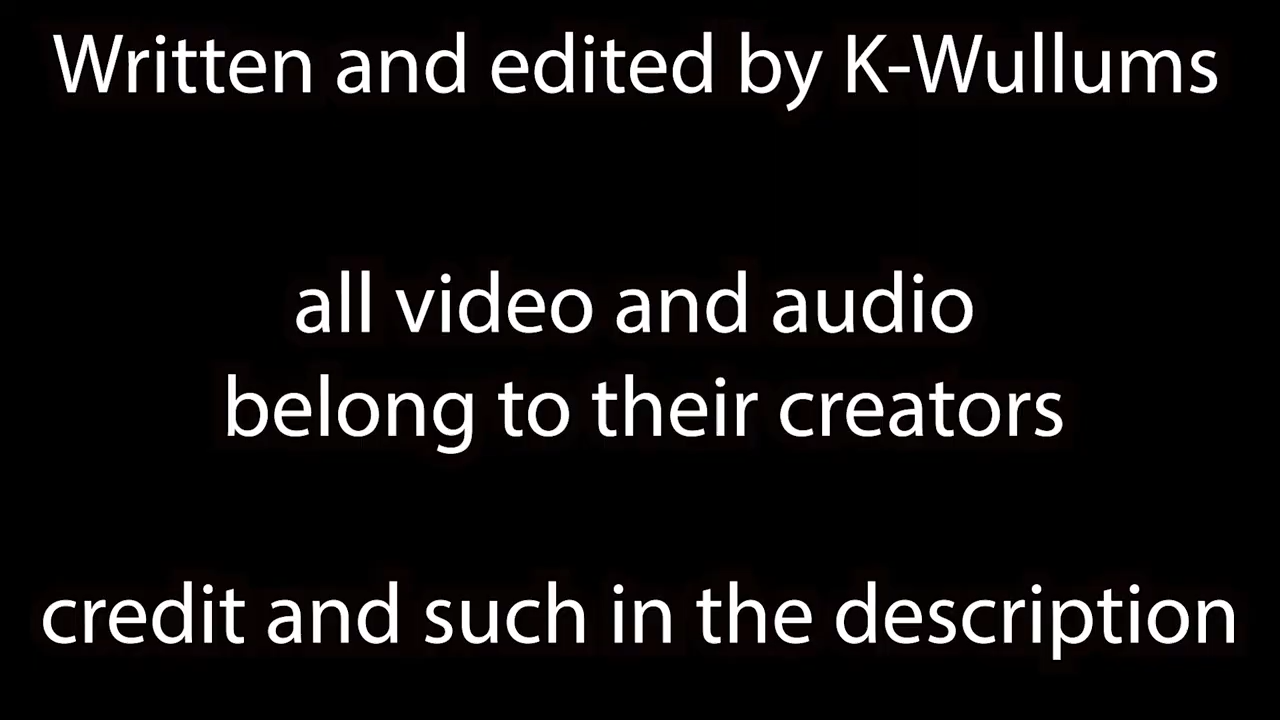 Written and edited by K-Wullums
all video and audio
belong to their creators
credit and such in the description